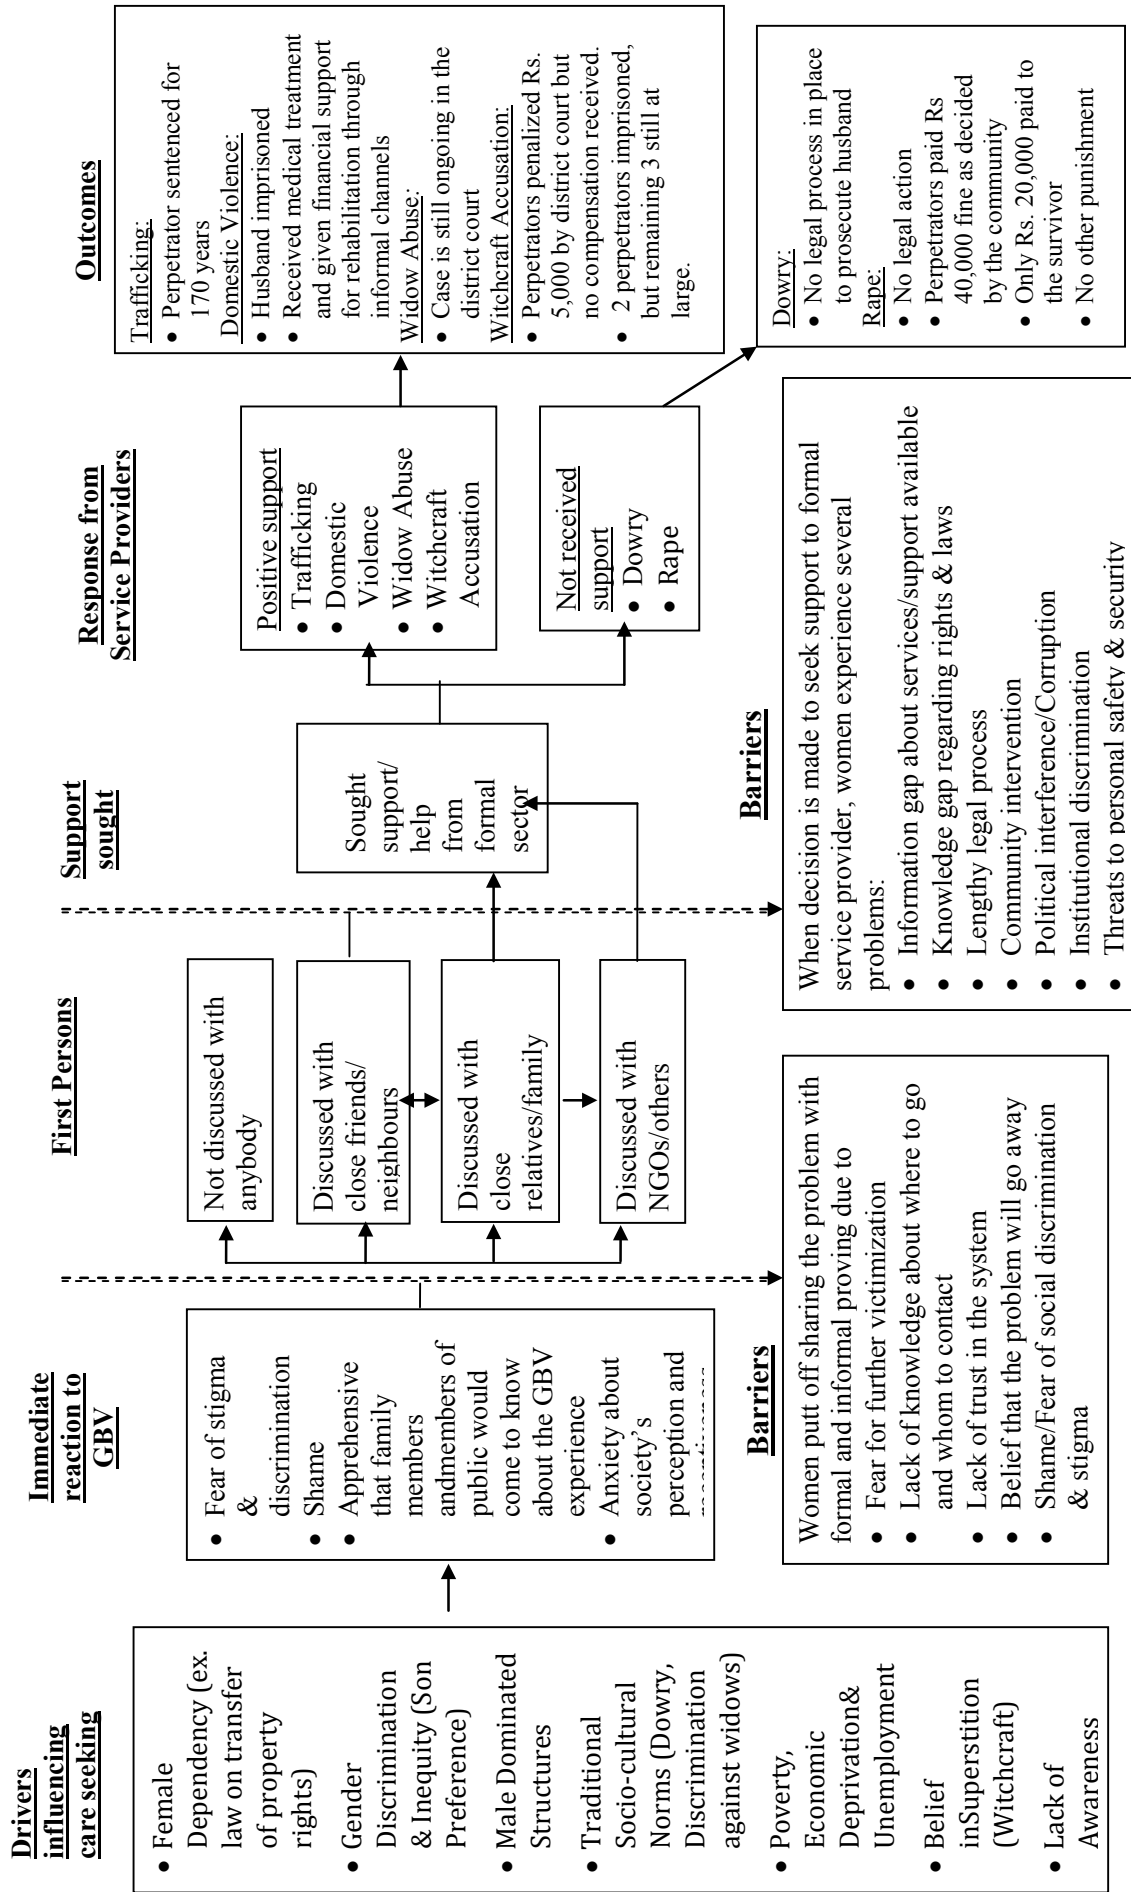 Drivers
influencing
care seeking
● Female
Dependency (ex.
law on transfer
of property
rights)
● Gender
Discrimination
& Inequity (Son
Preference)
● Male Dominated
Structures
● Traditional
Socio-cultural
Norms (Dowry,
Discrimination
against widows)
● Poverty,
Economic
Deprivation&
Unemployment
● Belief
inSuperstition
(Witchcraft)
● Lack of
Awareness
Immediate
reaction to
GBV
● Fear of stigma
&
discrimination
● Shame
● Apprehensive
that family
members
andmembers of
public would
come to know
about the GBV
experience
● Anxiety about
society's
perception and
Barriers
Women putt off sharing the problem with
formal and informal proving due to
● Fear for further victimization
● Lack of knowledge about where to go
and whom to contact
● Lack of trust in the system
● Belief that the problem will go away
● Shame/Fear of social discrimination
& stigma
First Persons
Not discussed with
anybody
Discussed with
close friends/
neighbours
Discussed with
close
relatives/family
Discussed with
NGOs/others
Support
sought
Sought
support/
help
from
formal
sector
Barriers
When decision is made to seek support to formal
service provider, women experience several
problems:
● Information gap about services/support available
● Knowledge gap regarding rights & laws
● Lengthy legal process
● Community intervention
● Political interference/Corruption
● Institutional discrimination
● Threats to personal safety & security
Response from
Service Providers
Positive support
● Trafficking
● Domestic
Violence
● Widow Abuse
● Witchcraft
Accusation
Not received
support
● Dowry
● Rape
Outcomes
Trafficking:
● Perpetrator sentenced for
170 years
Domestic Violence:
● Husband imprisoned
● Received medical treatment
and given financial support
for rehabilitation through
informal channels
Widow Abuse:
● Case is still ongoing in the
district court
Witchcraft Accusation:
● Perpetrators penalized Rs.
5,000 by district court but
no compensation received.
● 2 perpetrators imprisoned,
but remaining 3 still at
large.
Dowry:
● No legal process in place
to prosecute husband
Rape:
● No legal action
● Perpetrators paid Rs
40,000 fine as decided
by the community
● Only Rs. 20,000 paid to
the survivor
● No other punishment